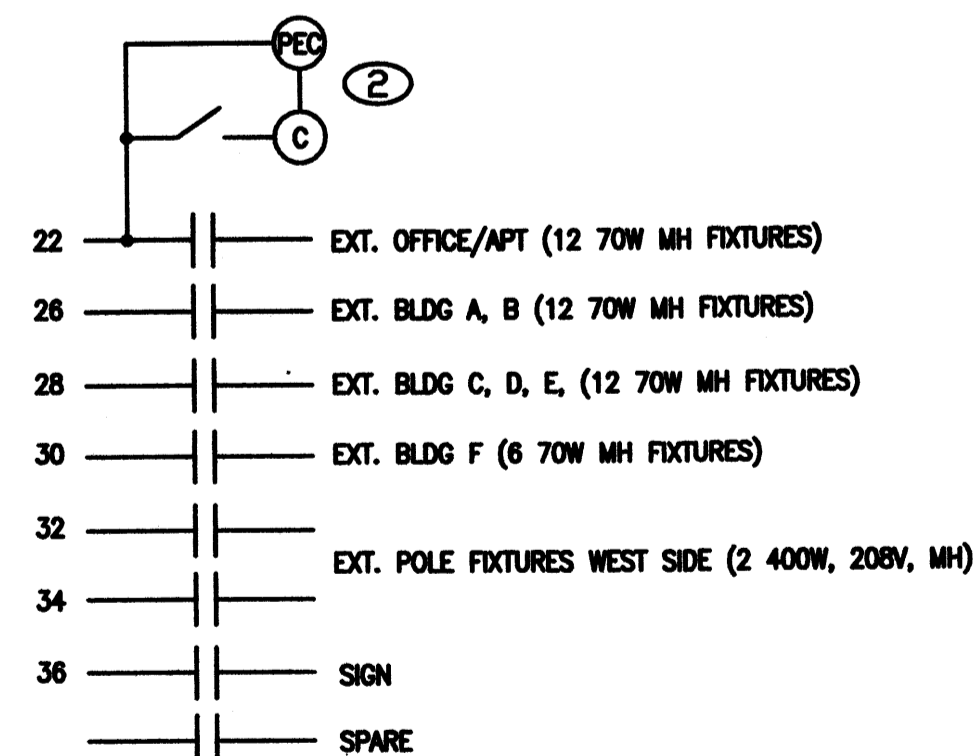 PEC
2
C
22 EXT. OFFICE/APT (12 70W MH FIXTURES)
26 EXT. BLDG A, B (12 70W MH FIXTURES)
28 EXT. BLDG C, D, E, (12 70W MH FIXTURES)
30 EXT. BLDG F (6 70W MH FIXTURES)
32
EXT. POLE FIXTURES WEST SIDE (2 400W, 208V, MH)
34
36 SIGN
SPARE